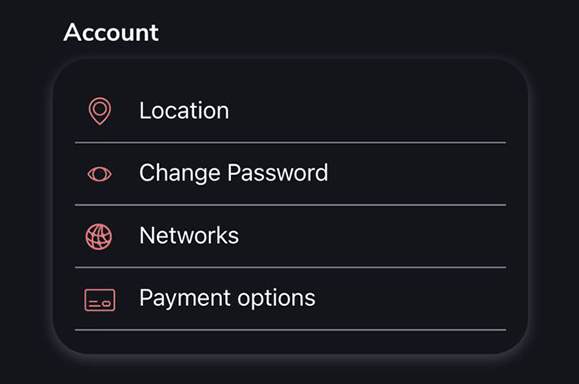 Account
Location
Change Password
Networks
Payment options